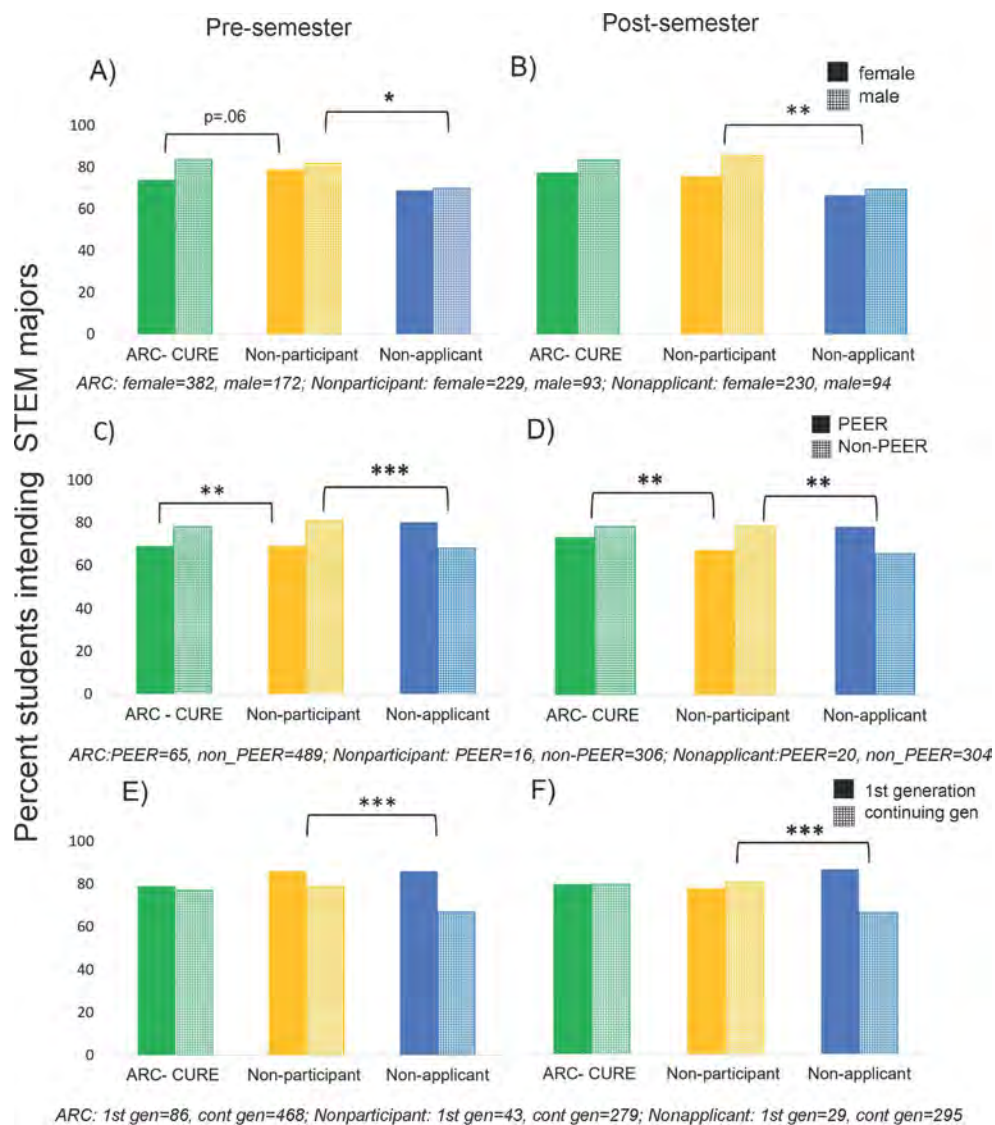 Pre-semester
Post-semester
A)
B)
female
male
p=.06
*
**
100
80
60
40
20
0
ARC- CURE Non-participant Non-applicant
ARC- CURE Non-participant Non-applicant
ARC: female=382, male=172; Nonparticipant: female=229, male=93; Nonapplicant: female=230, male=94
Percent students intending STEM majors
C)
D)
PEER
Non-PEER
**
***
**
**
100
80
60
40
20
0
ARC - CURE Non-participant Non-applicant
ARC- CURE Non-participant Non-applicant
ARC:PEER=65, non_PEER=489; Nonparticipant: PEER=16, non-PEER=306; Nonapplicant:PEER=20, non_PEER=304
E)
F)
1st generation
continuing gen
***
***
100
80
60
40
20
0
ARC- CURE Non-participant Non-applicant
ARC- CURE Non-participant Non-applicant
ARC: 1st gen=86, cont gen=468; Nonparticipant: 1st gen=43, cont gen=279; Nonapplicant: 1st gen=29, cont gen=295